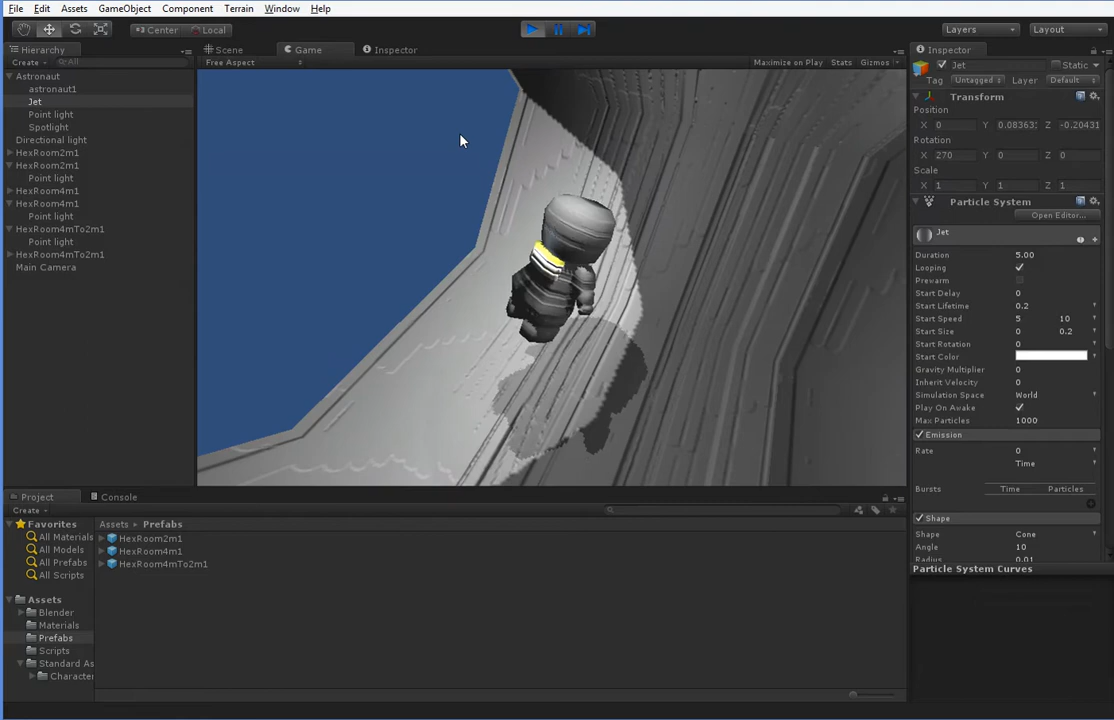 File Edit Assets GameObject Component Terrain Window Help
Center Local Layers Layout
Hierarchy Scene Game Inspector Inspector
Create All Free Aspect Maximize on Play Stats Gizmos
Astronaut
astronaut1
Jet
Point light
Spotlight
Directional light
HexRoom2m1
HexRoom2m1
Point light
HexRoom4m1
HexRoom4m1
Point light
HexRoom4mTo2m1
Point light
HexRoom4mTo2m1
Main Camera
Jet Static
Tag Untagged Layer Default
Transform
Position
X 0 Y 0.08363 Z -0.20431
Rotation
X 270 Y 0 Z 0
Scale
X 1 Y 1 Z 1
Particle System
Open Editor...
Jet
Duration 5.00
Looping
Prewarm
Start Delay 0
Start Lifetime 0.2
Start Speed 5 10
Start Size 0 0.2
Start Rotation 0
Start Color
Gravity Multiplier 0
Inherit Velocity 0
Simulation Space World
Play On Awake
Max Particles 1000
Emission
Rate 0
Time
Bursts Time Particles
Shape
Shape Cone
Angle 10
Radius 0.01
Particle System Curves
Project Console
Create
Favorites
All Materials
All Models
All Prefabs
All Scripts
Assets
Blender
Materials
Prefabs
Scripts
Standard As
Character
Assets Prefabs
HexRoom2m1
HexRoom4m1
HexRoom4mTo2m1